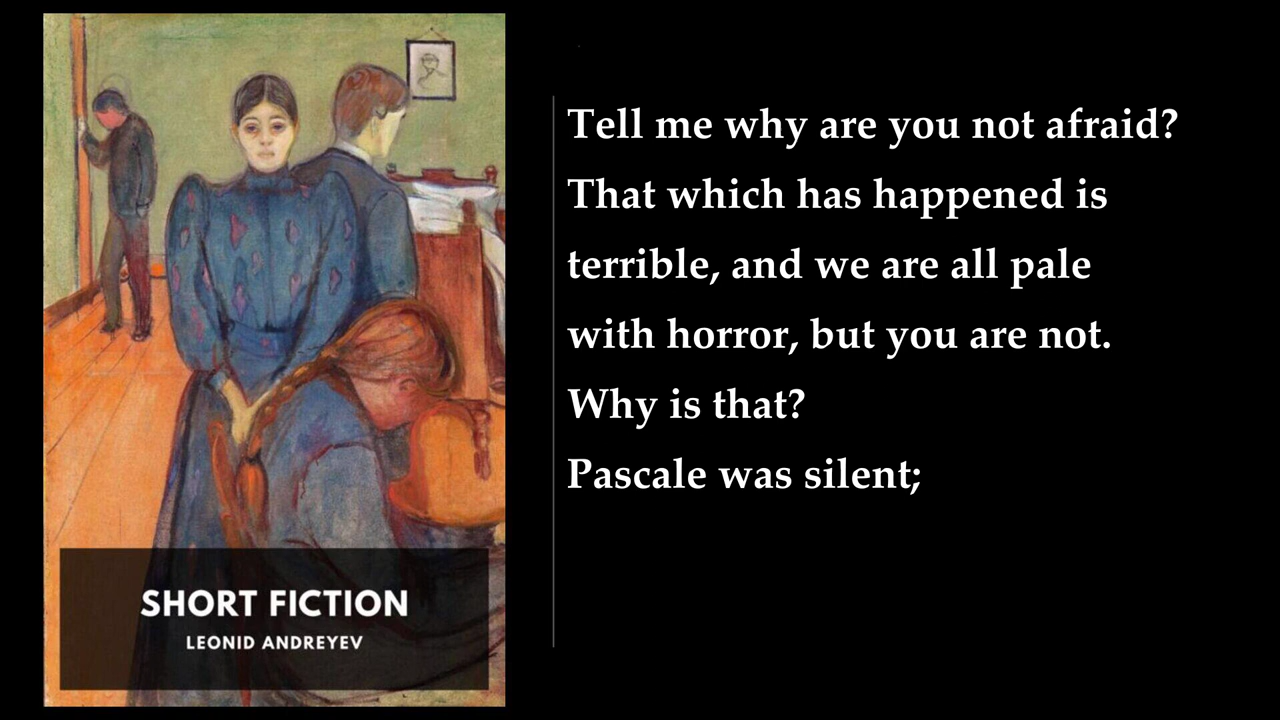 Tell me why are you not afraid?
That which has happened is
terrible, and we are all pale
with horror, but you are not.
Why is that?
Pascale was silent;
SHORT FICTION
LEONID ANDREYEV